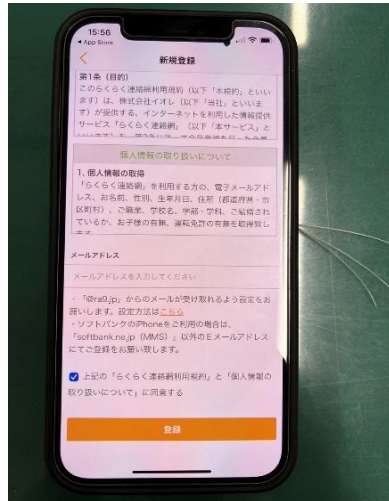 15:56
◀ App Store
新規登録
第1条（目的）
このらくらく連絡網利用規約（以下「本規約」といい
ます）は、株式会社イオレ（以下「当社」といいま
す）が提供する、インターネットを利用した情報提供
サービス「らくらく連絡網」（以下「本サービス」と
個人情報の取り扱いについて
1. 個人情報の取得
「らくらく連絡網」を利用する方の、電子メールアド
レス、お名前、性別、生年月日、住所（都道府県・市
区町村）、ご職業、学校名、学部・学科、ご結婚され
ているか、お子様の有無、運転免許の有無を取得致し
ます
メールアドレス
メールアドレスを入力してください
・「@ra9.jp」からのメールが受け取れるよう設定をお
願いします。設定方法はこちら
・ソフトバンクのiPhoneをご利用の場合は、
「softbank.ne.jp（MMS）」以外のEメールアドレス
にてご登録をお願い致します。
上記の「らくらく連絡網利用規約」と「個人情報の
取り扱いについて」に同意する
登録